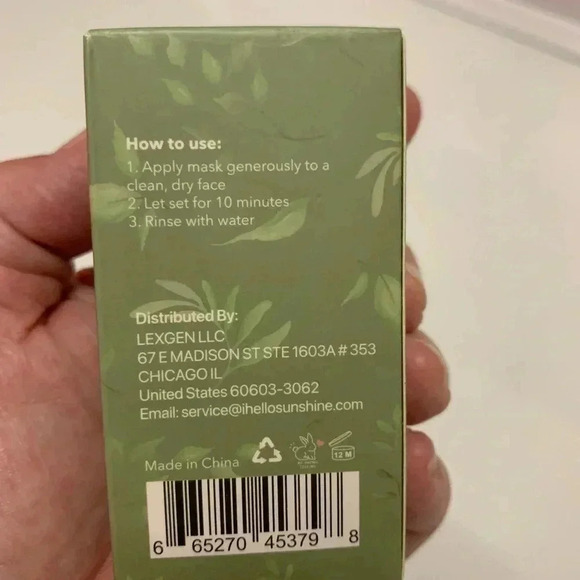 How to use:
1. Apply mask generously to a
clean, dry face
2. Let set for 10 minutes
3. Rinse with water
Distributed By:
LEXGEN LLC
67 E MADISON ST STE 1603A # 353
CHICAGO IL
United States 60603-3062
Email: service@ihellosunshine.com
Made in China
12 M
6 65270 45379 8